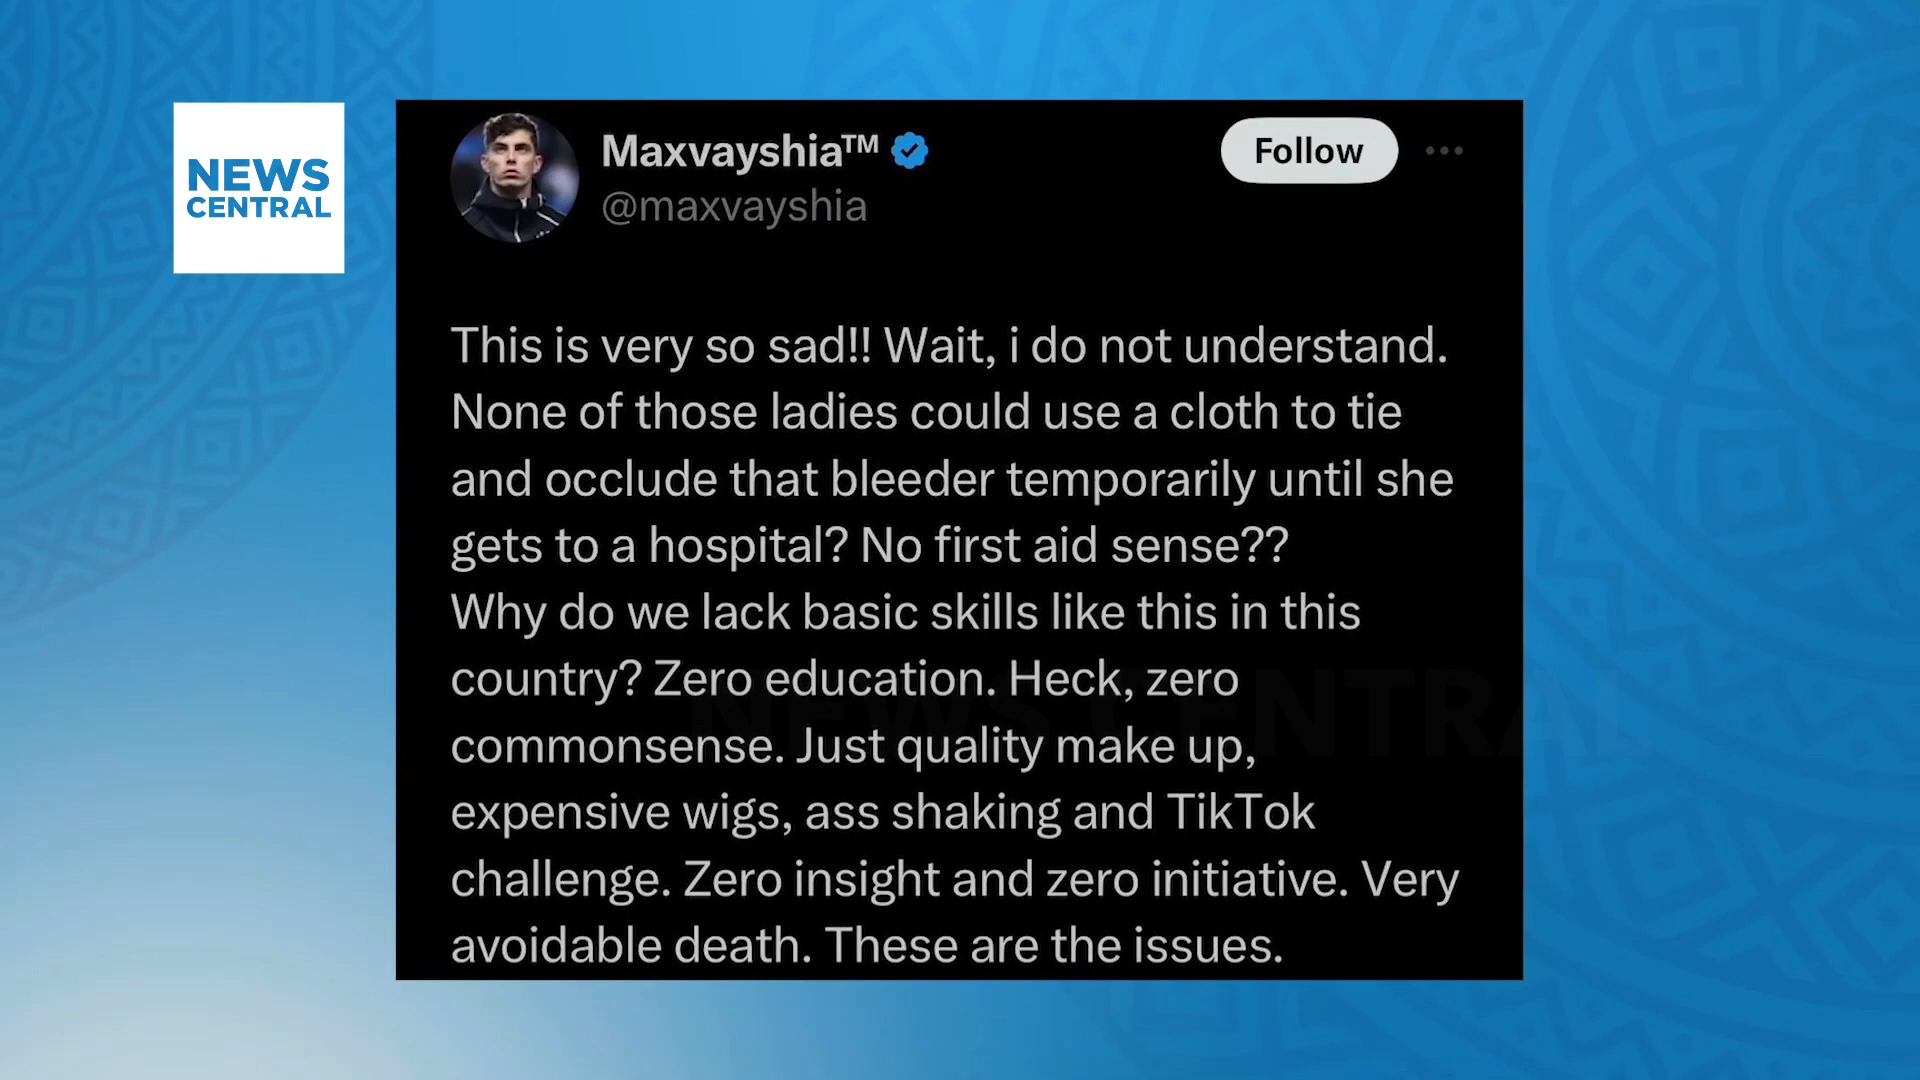 NEWS
CENTRAL
Maxvayshia™
@maxvayshia
Follow
This is very so sad!! Wait, i do not understand.
None of those ladies could use a cloth to tie
and occlude that bleeder temporarily until she
gets to a hospital? No first aid sense??
Why do we lack basic skills like this in this
country? Zero education. Heck, zero
commonsense. Just quality make up,
expensive wigs, ass shaking and TikTok
challenge. Zero insight and zero initiative. Very
avoidable death. These are the issues.
NEWS CENTRAL